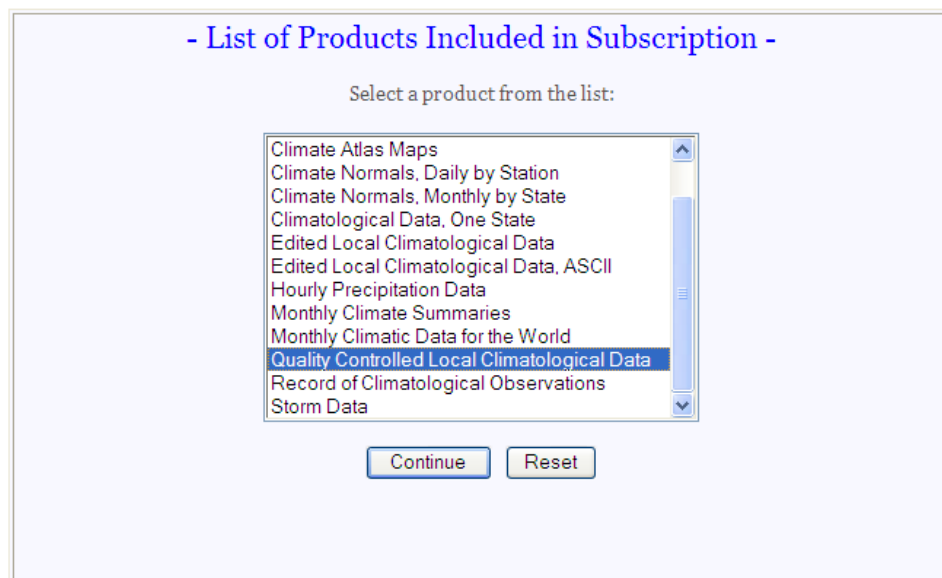 - List of Products Included in Subscription -
Select a product from the list:
Climate Atlas Maps
Climate Normals, Daily by Station
Climate Normals, Monthly by State
Climatological Data, One State
Edited Local Climatological Data
Edited Local Climatological Data, ASCII
Hourly Precipitation Data
Monthly Climate Summaries
Monthly Climatic Data for the World
Quality Controlled Local Climatological Data
Record of Climatological Observations
Storm Data
Continue Reset